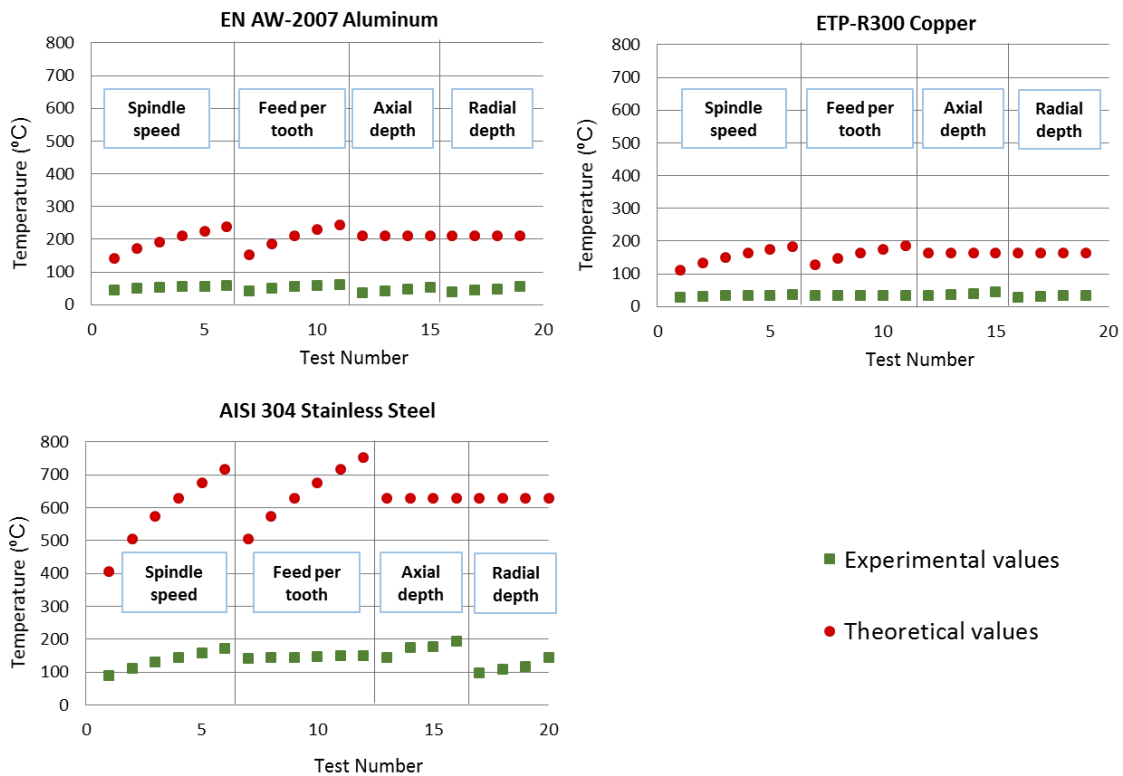 EN AW-2007 Aluminum
800
700
600
500
400
300
200
100
0
Temperature (ºC)
Spindle
speed
Feed per
tooth
Axial
depth
Radial
depth
0
5
10
15
20
Test Number
ETP-R300 Copper
800
700
600
500
400
300
200
100
0
Temperature (ºC)
Spindle
speed
Feed per
tooth
Axial
depth
Radial
depth
0
5
10
15
20
Test Number
AISI 304 Stainless Steel
800
700
600
500
400
300
200
100
0
Temperature (ºC)
Spindle
speed
Feed per
tooth
Axial
depth
Radial
depth
0
5
10
15
20
Test Number
Experimental values
Theoretical values